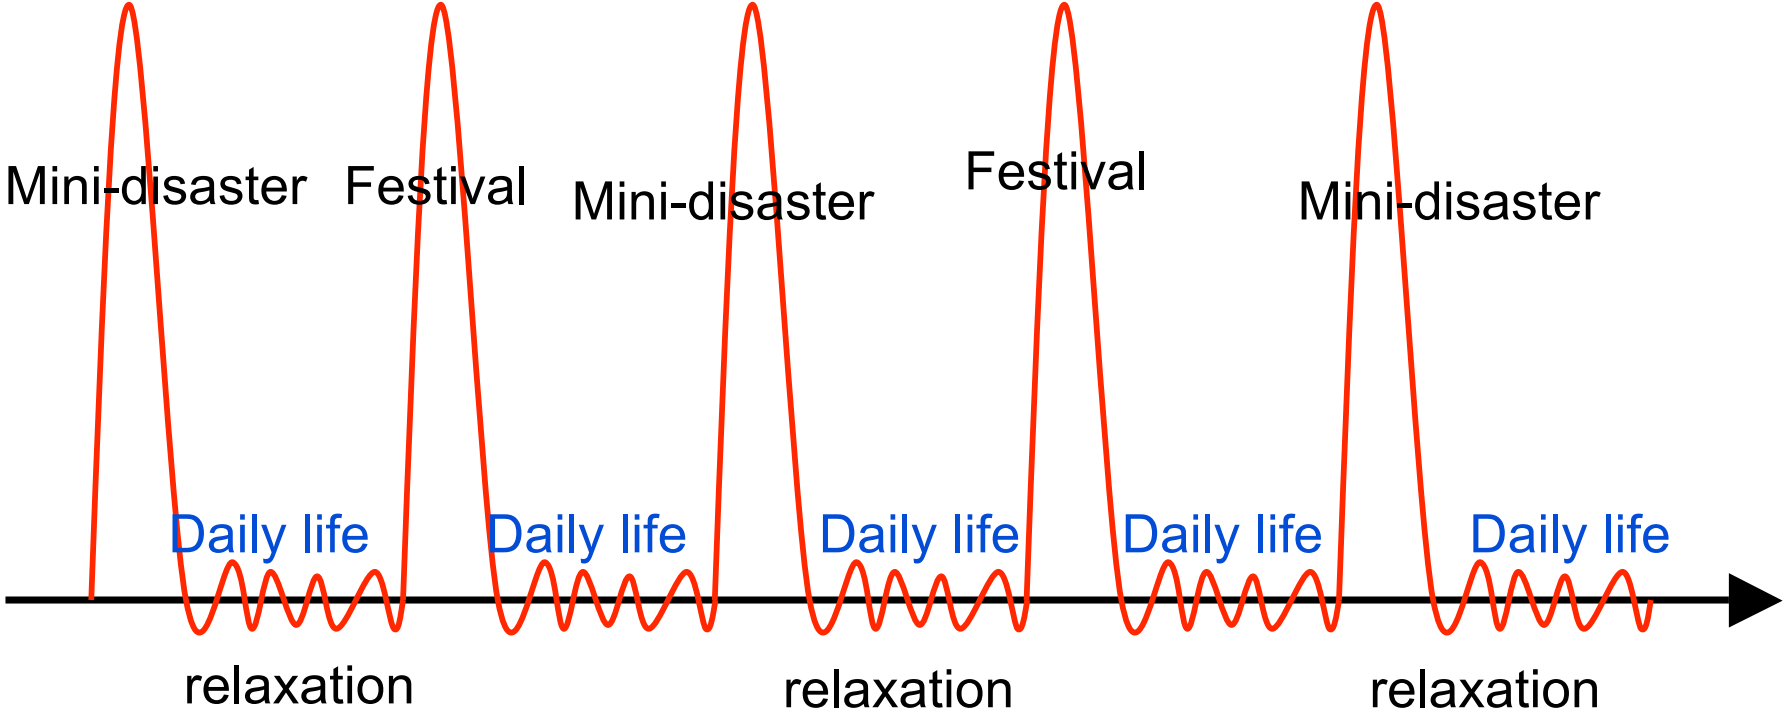 Mini-disaster
Festival
Mini-disaster
Festival
Mini-disaster
Daily life
Daily life
Daily life
Daily life
Daily life
relaxation
relaxation
relaxation